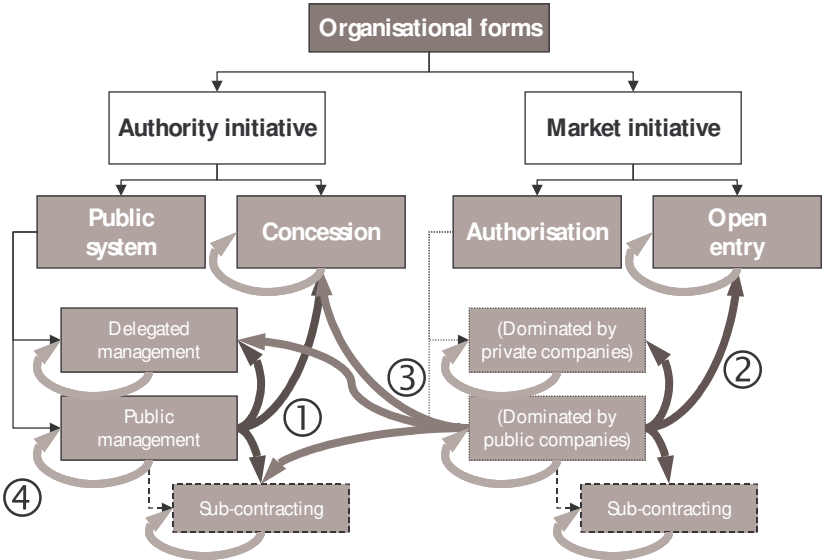 Organisational forms
Authority initiative
Market initiative
Public
system
Concession
Authorisation
Open
entry
Delegated
management
(Dominated by
private companies)
③
②
①
Public
management
(Dominated by
public companies)
④
Sub-contracting
Sub-contracting